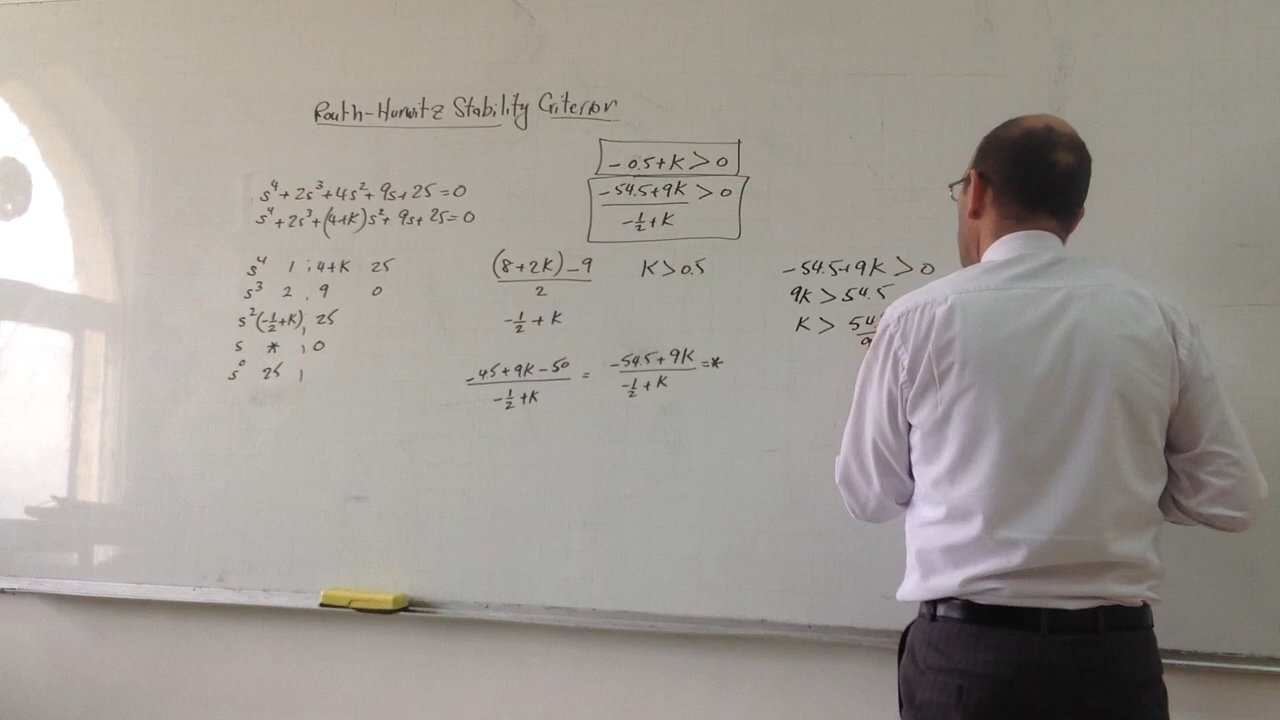 Routh-Hurwitz Stability Criterion
-0.5+K>0
s⁴+2s³+4s²+9s+25=0
s⁴+2s³+(4+K)s²+9s+25=0
(-54.5+9K)/(-1/2+K) > 0
s⁴ 1 4+K 25
s³ 2 9 0
s² (-1/2+K) 25
s * 0
s⁰ 25
((8+2K)-9)/2
-1/2+K
K>0.5
(-4.5+9K-50)/(-1/2+K) = (-54.5+9K)/(-1/2+K) = *
-54.5+9K>0
9K>54.5
K> 54